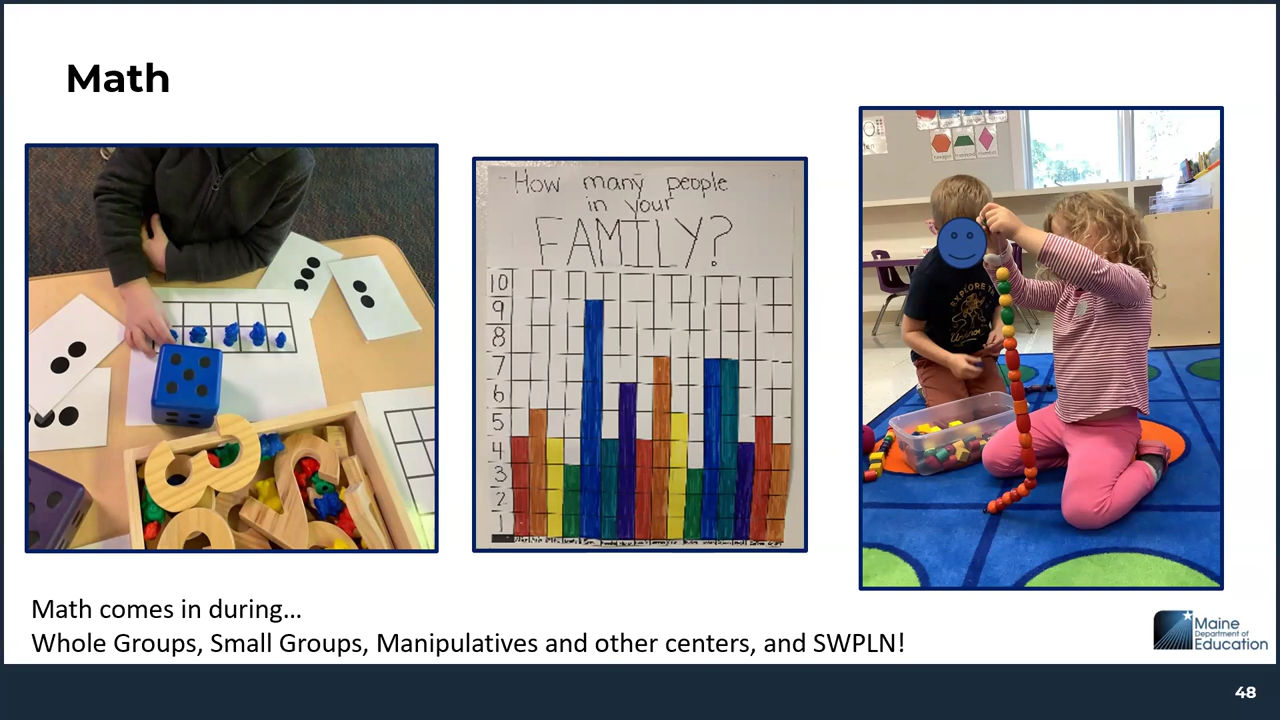 Math
How many people
in your
FAMILY?
10
9
8
7
6
5
4
3
2
1
EXPLORE
Math comes in during…
Whole Groups, Small Groups, Manipulatives and other centers, and SWPLN!
Maine
Department of
Education
48